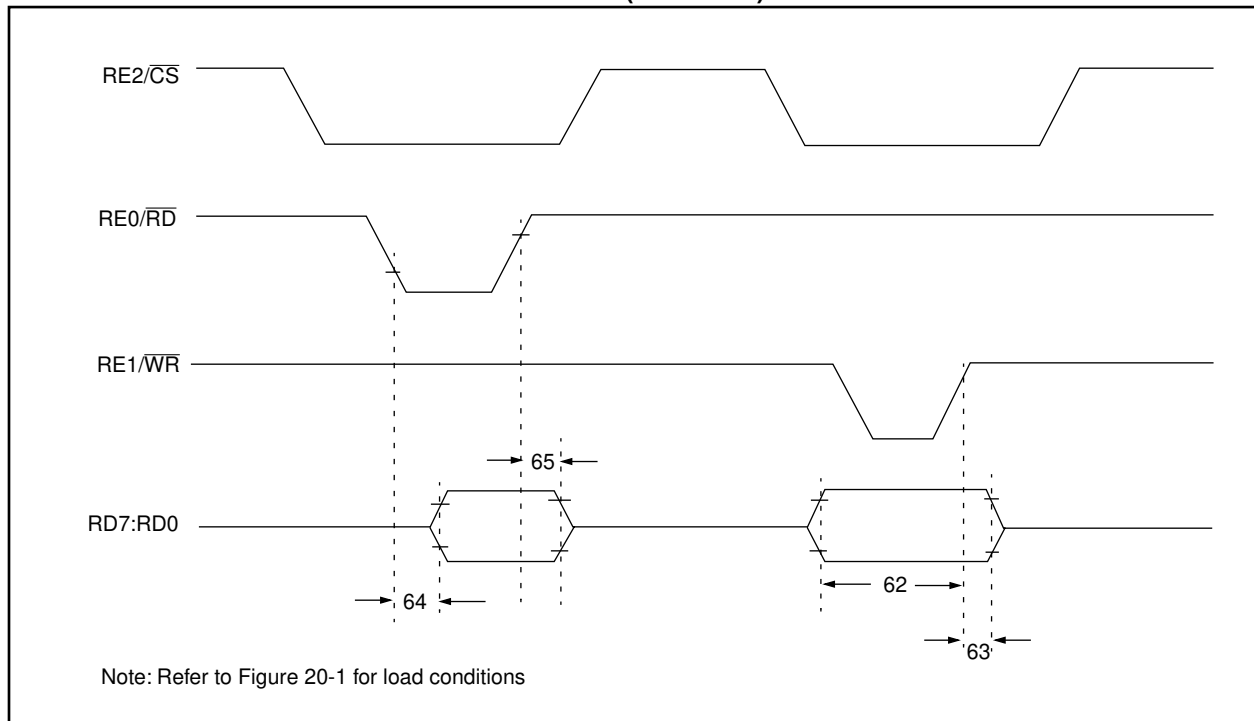 RE2/CS
RE0/RD
RE1/WR
65
RD7:RD0
64
62
63
Note: Refer to Figure 20-1 for load conditions